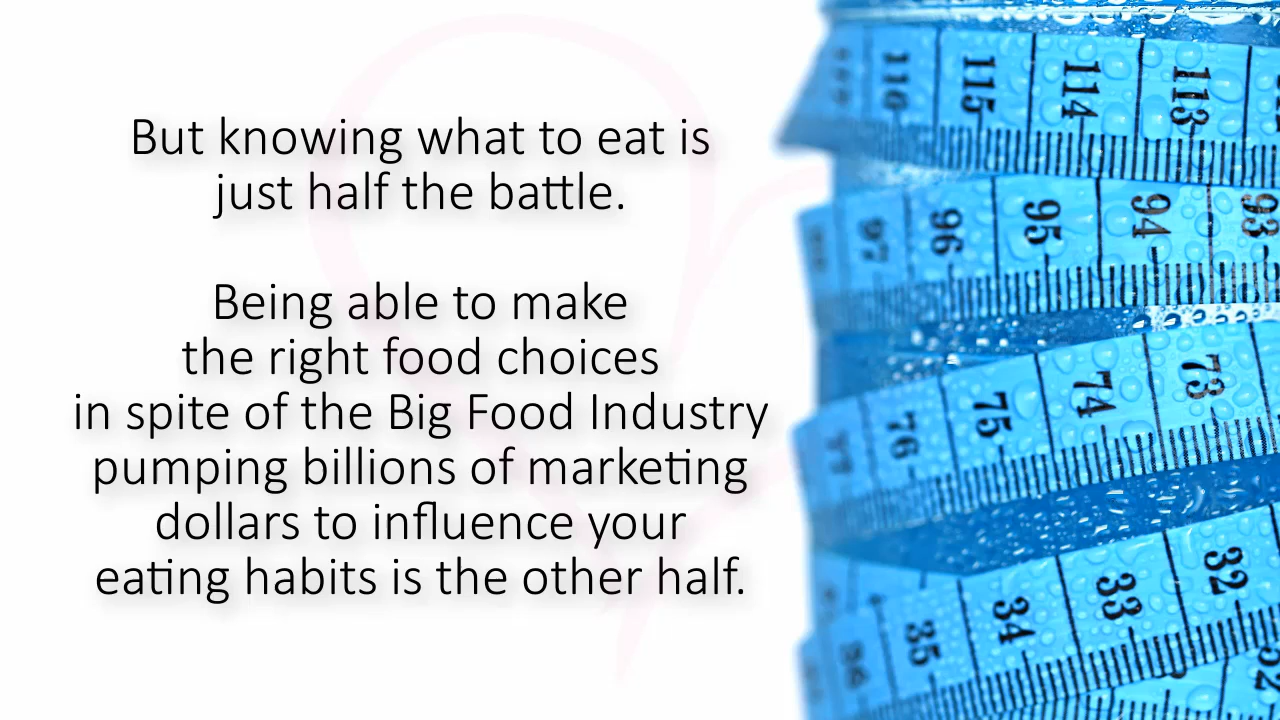 But knowing what to eat is
just half the battle.
Being able to make
the right food choices
in spite of the Big Food Industry
pumping billions of marketing
dollars to influence your
eating habits is the other half.
116 115 114 113
97 96 95 94 93
76 75 74 73
35 34 33 32